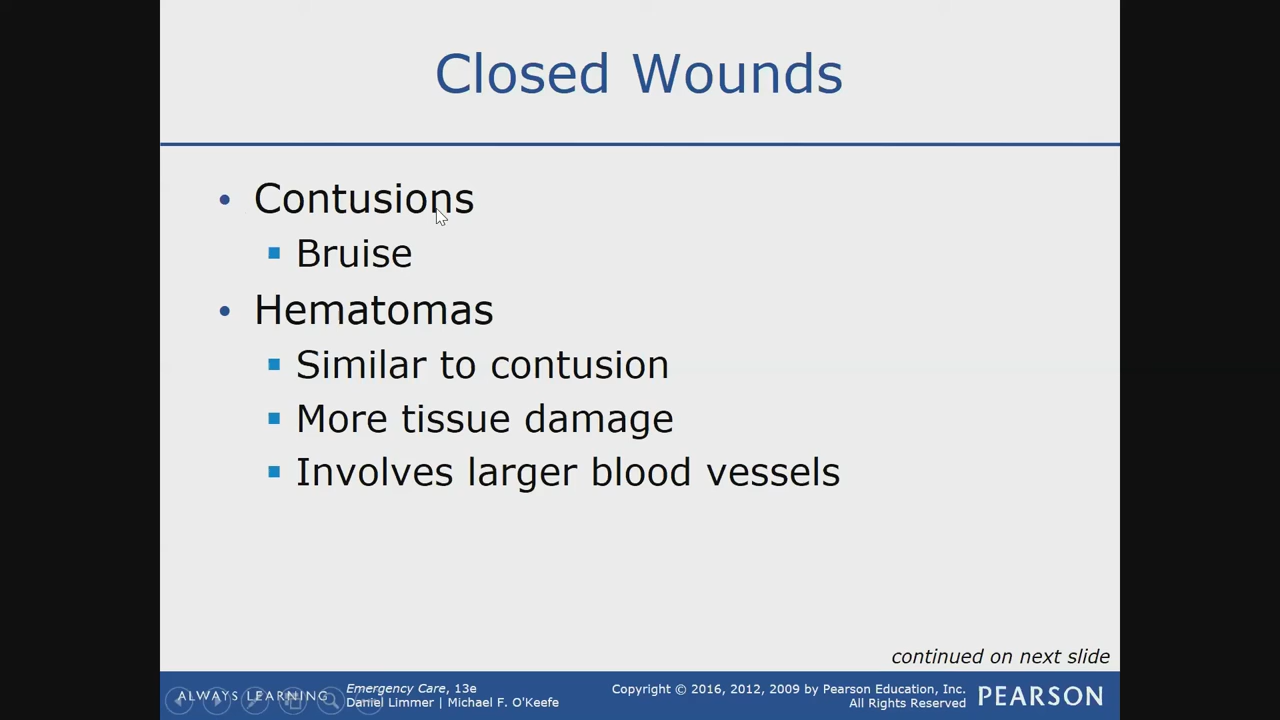 Closed Wounds
• Contusions
▪ Bruise
• Hematomas
▪ Similar to contusion
▪ More tissue damage
▪ Involves larger blood vessels
continued on next slide
ALWAYS LEARNING
Emergency Care, 13e
Daniel Limmer | Michael F. O'Keefe
Copyright © 2016, 2012, 2009 by Pearson Education, Inc.
All Rights Reserved
PEARSON